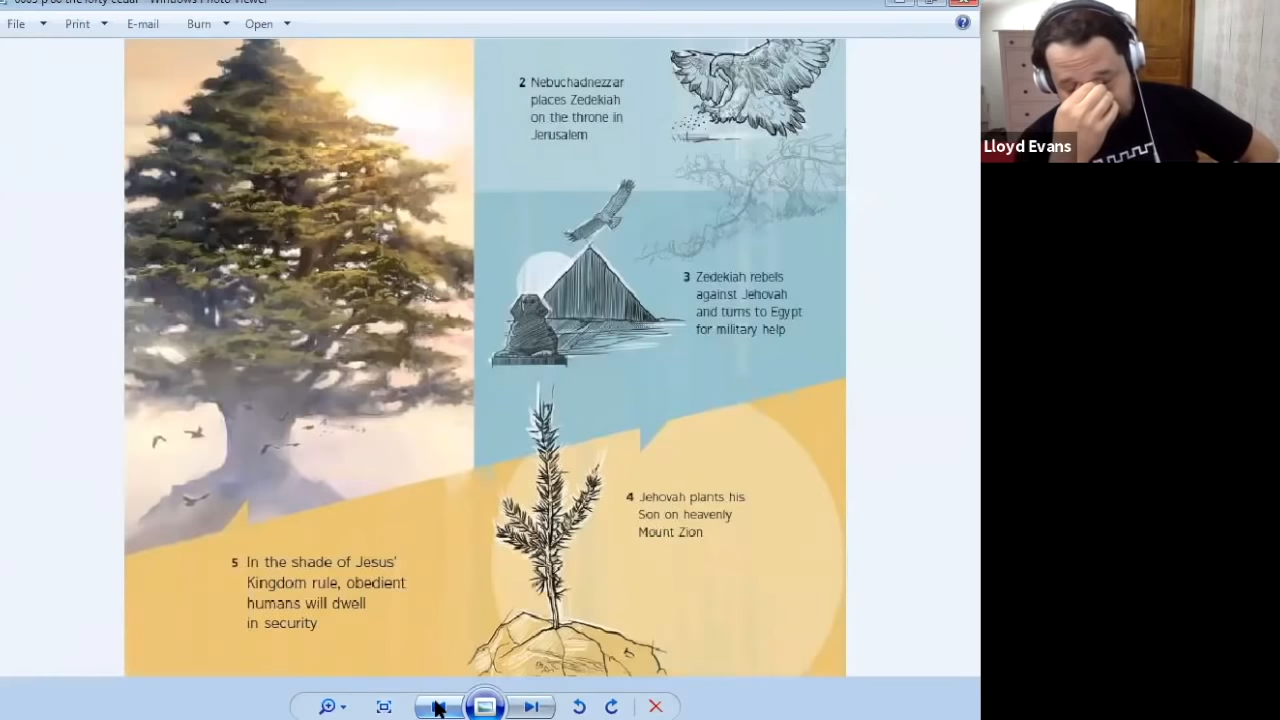 File Print E-mail Burn Open
2 Nebuchadnezzar
places Zedekiah
on the throne in
Jerusalem
3 Zedekiah rebels
against Jehovah
and turns to Egypt
for military help
4 Jehovah plants his
Son on heavenly
Mount Zion
5 In the shade of Jesus'
Kingdom rule, obedient
humans will dwell
in security
Lloyd Evans